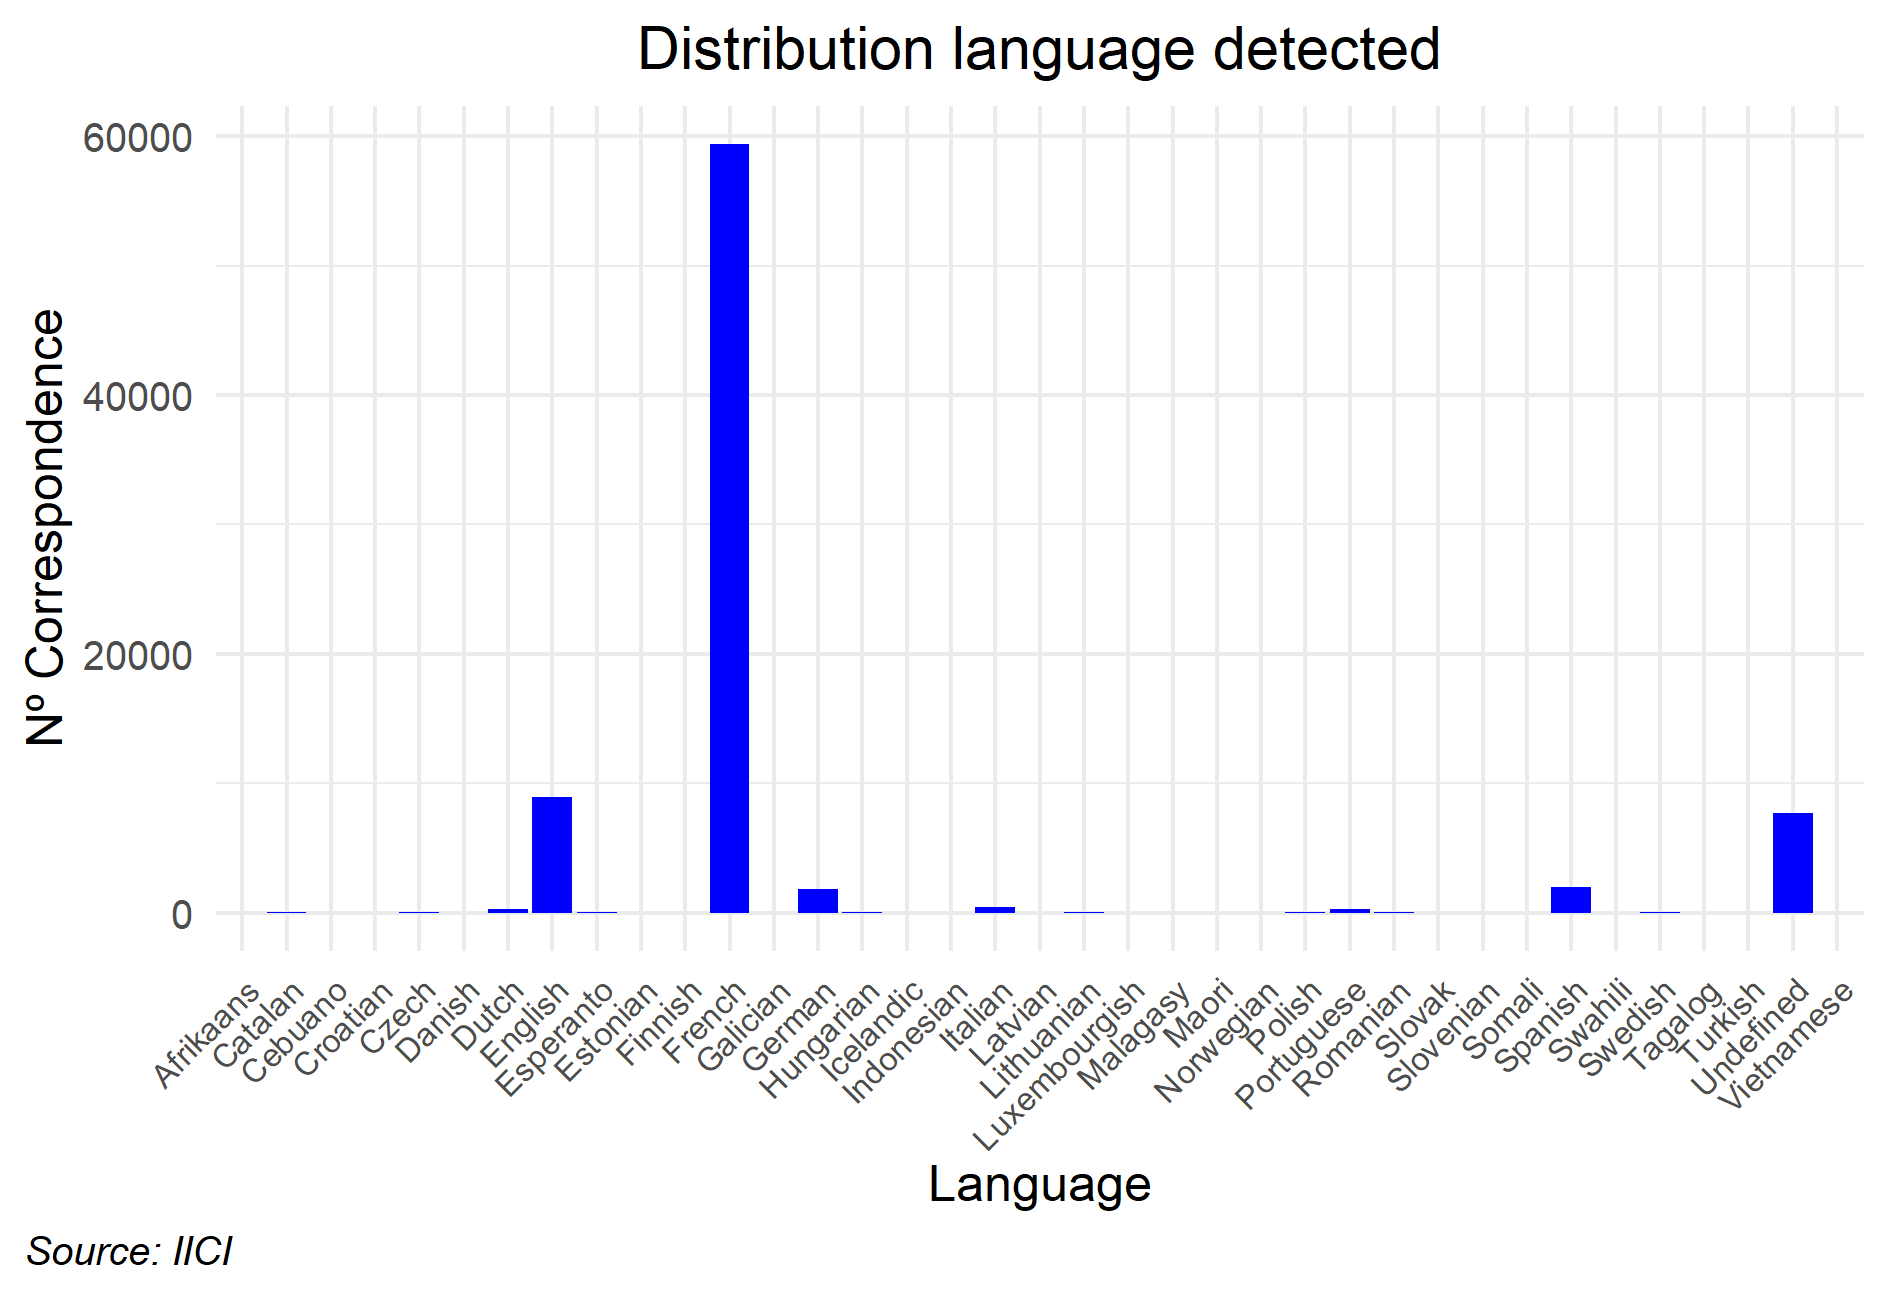 Distribution language detected
60000
40000
20000
0
Nº Correspondence
Afrikaans
Catalan
Cebuano
Croatian
Czech
Danish
Dutch
English
Esperanto
Estonian
Finnish
French
Galician
German
Hungarian
Icelandic
Indonesian
Italian
Latvian
Lithuanian
Luxembourgish
Malagasy
Maori
Norwegian
Polish
Portuguese
Romanian
Slovak
Slovenian
Somali
Spanish
Swahili
Swedish
Tagalog
Turkish
Undefined
Vietnamese
Language
Source: IICI